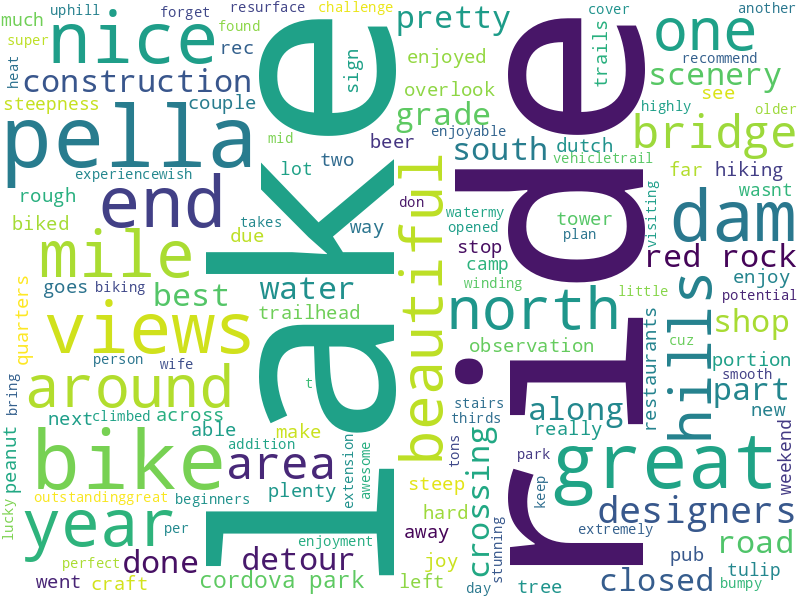 much
uphill
forget
resurface
challenge
cover
another
nice
found
super
rec
pretty
one
heat
construction
sign
enjoyed
trails
recommend
scenery
steepness
couple
overlook
see
pella
grade
highly
older
mid
beer
enjoyable
bridge
south
dutch
lot
two
vehicletrail
far
hiking
experiencewish
end
rough
biked
takes
way
don
watermy
opened
tower
plan
visiting
wasnt
dam
due
mile
stop
red rock
goes
biking
best
water
camp
winding
enjoy
potential
lake
ride
beautiful
little
hills
quarters
trailhead
north
shop
views
observation
restaurants
cuz
portion
person
wife
smooth
around
bring
t
part
next
climbed
across
stairs
thirds
along
new
peanut
able
make
really
bike
addition
area
extension
awesome
tons
park
great
weekend
lucky
outstandinggreat
beginners
plenty
steep
crossing
keep
designers
year
per
enjoyment
hard
stunning
extremely
road
perfect
done
detour
away
joy
pub
tulip
went
craft
cordova park
left
day
tree
closed
bumpy